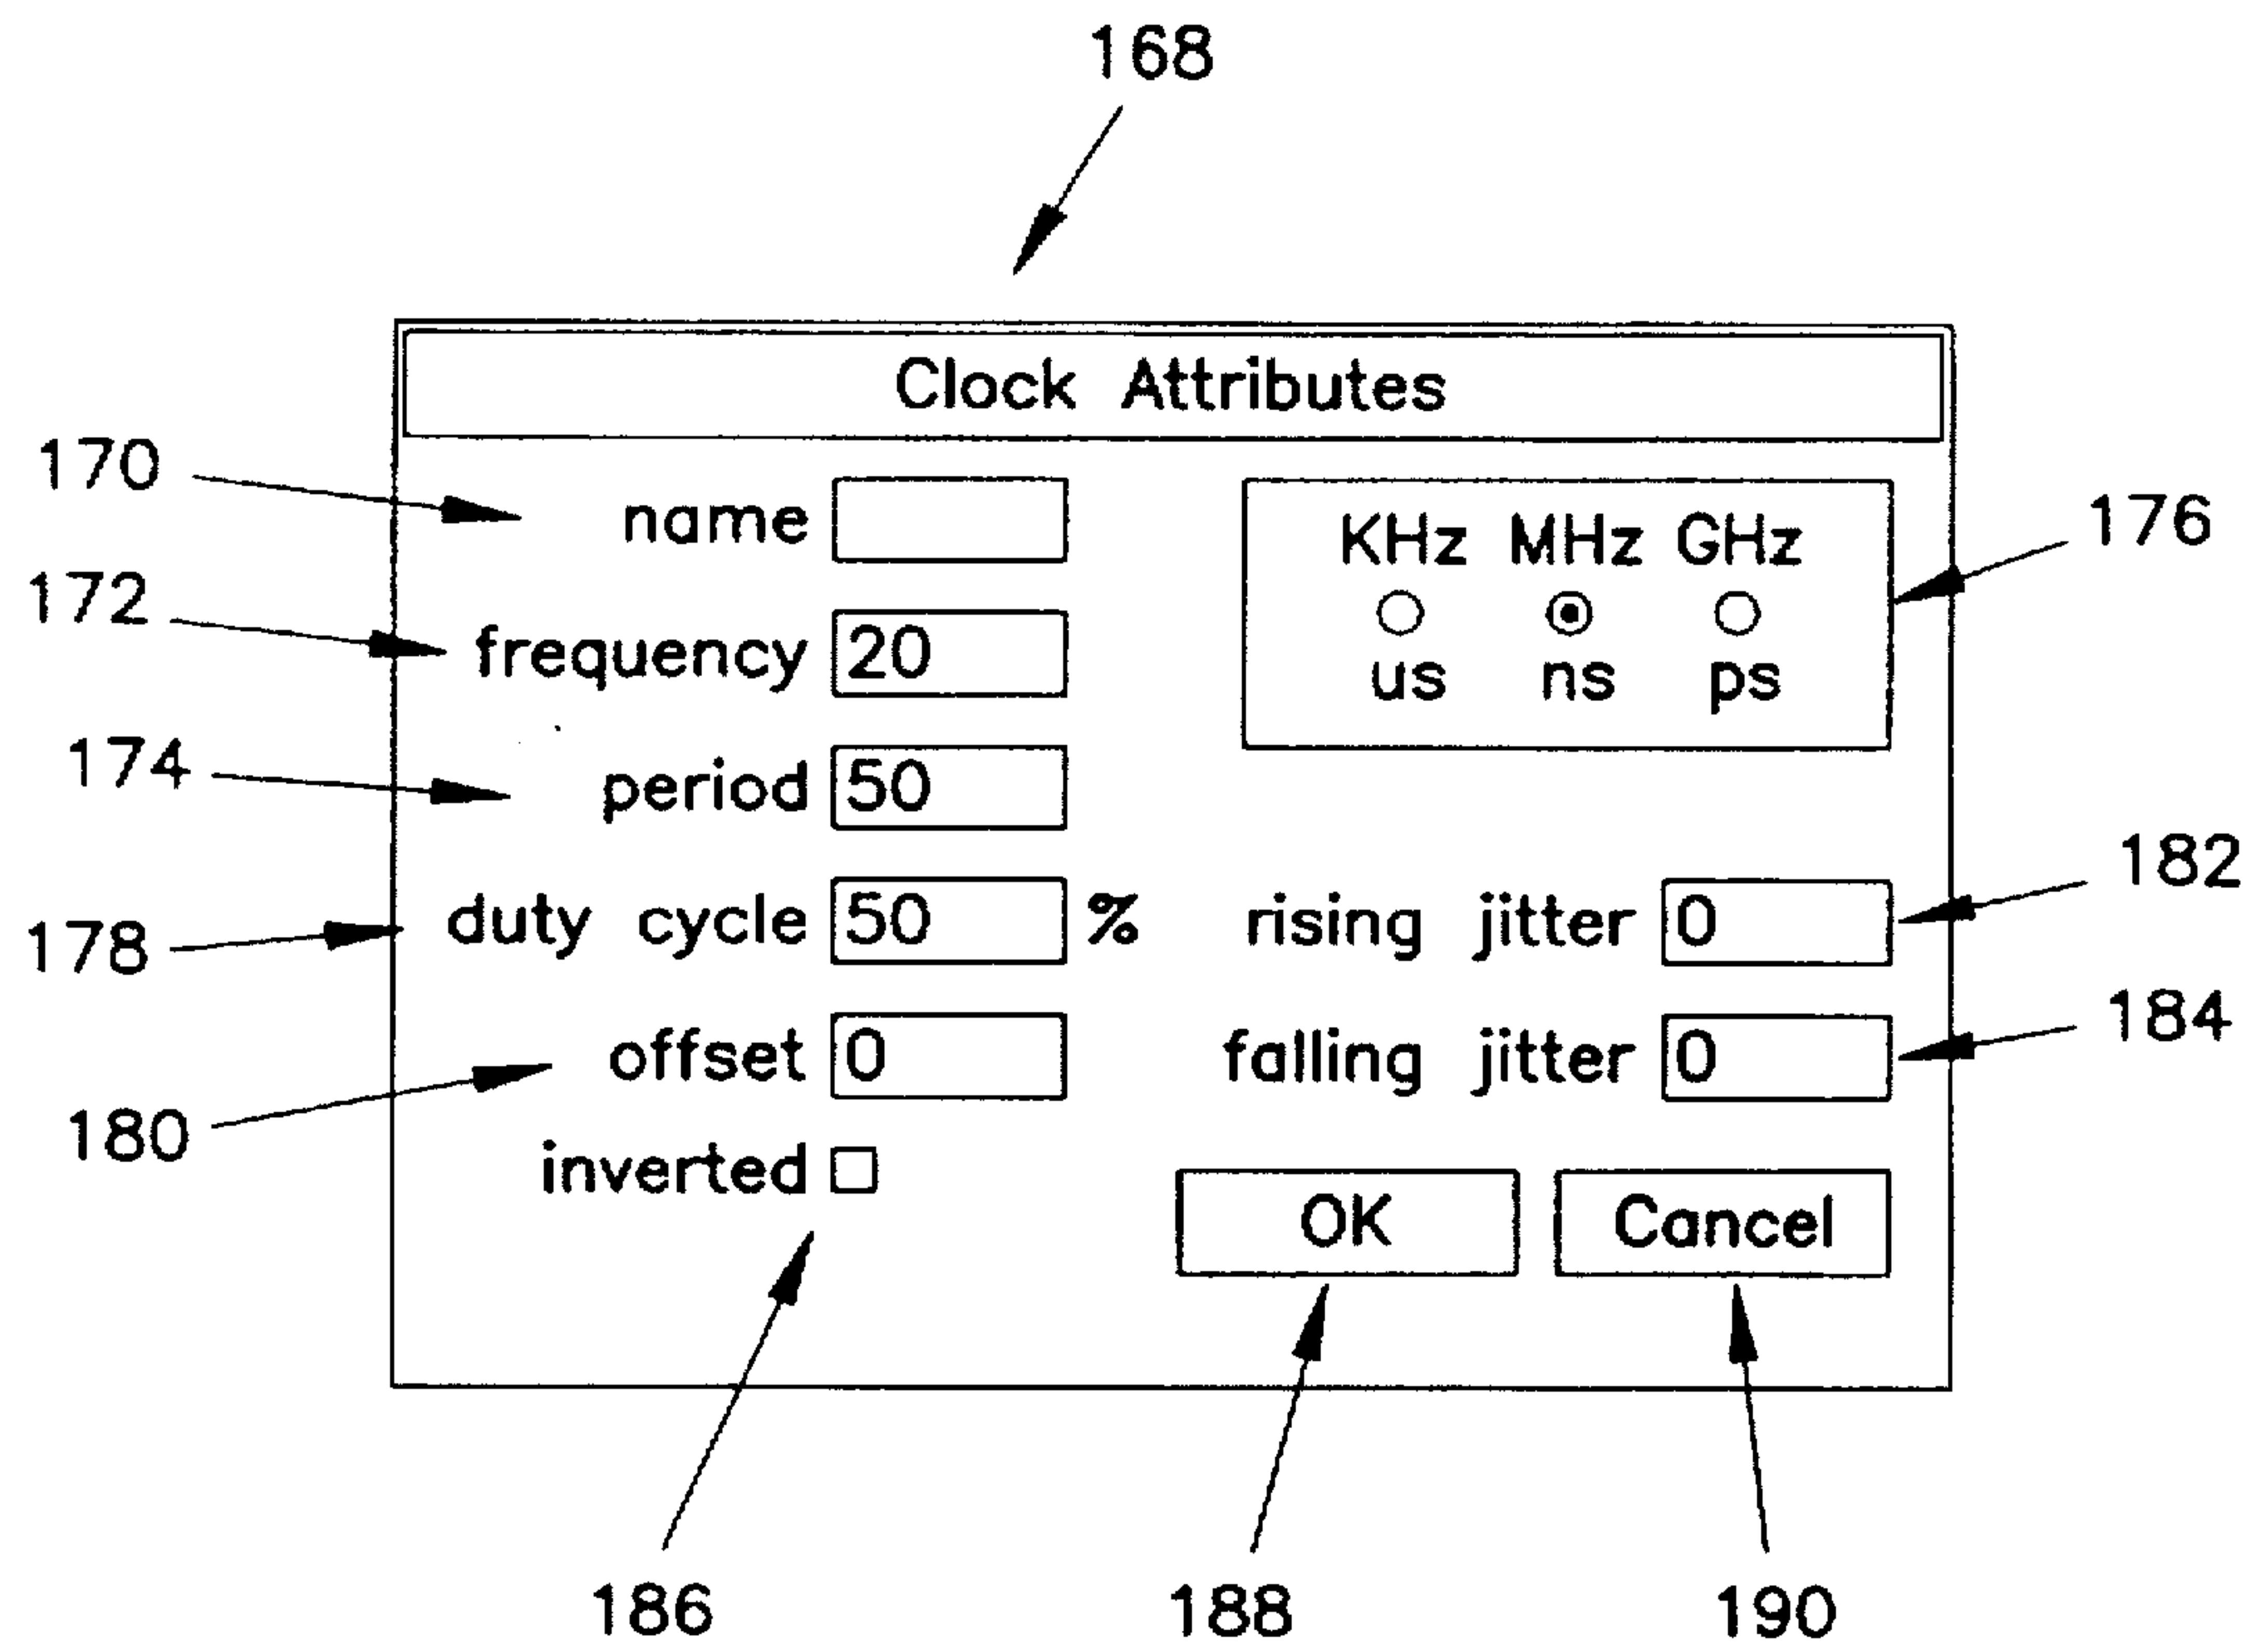 168
Clock Attributes
170
name
KHz MHz GHz
176
172
frequency 20
us ns ps
174
period 50
182
178
duty cycle 50 %
rising jitter 0
184
180
offset 0
falling jitter 0
inverted
OK
Cancel
186
188
190